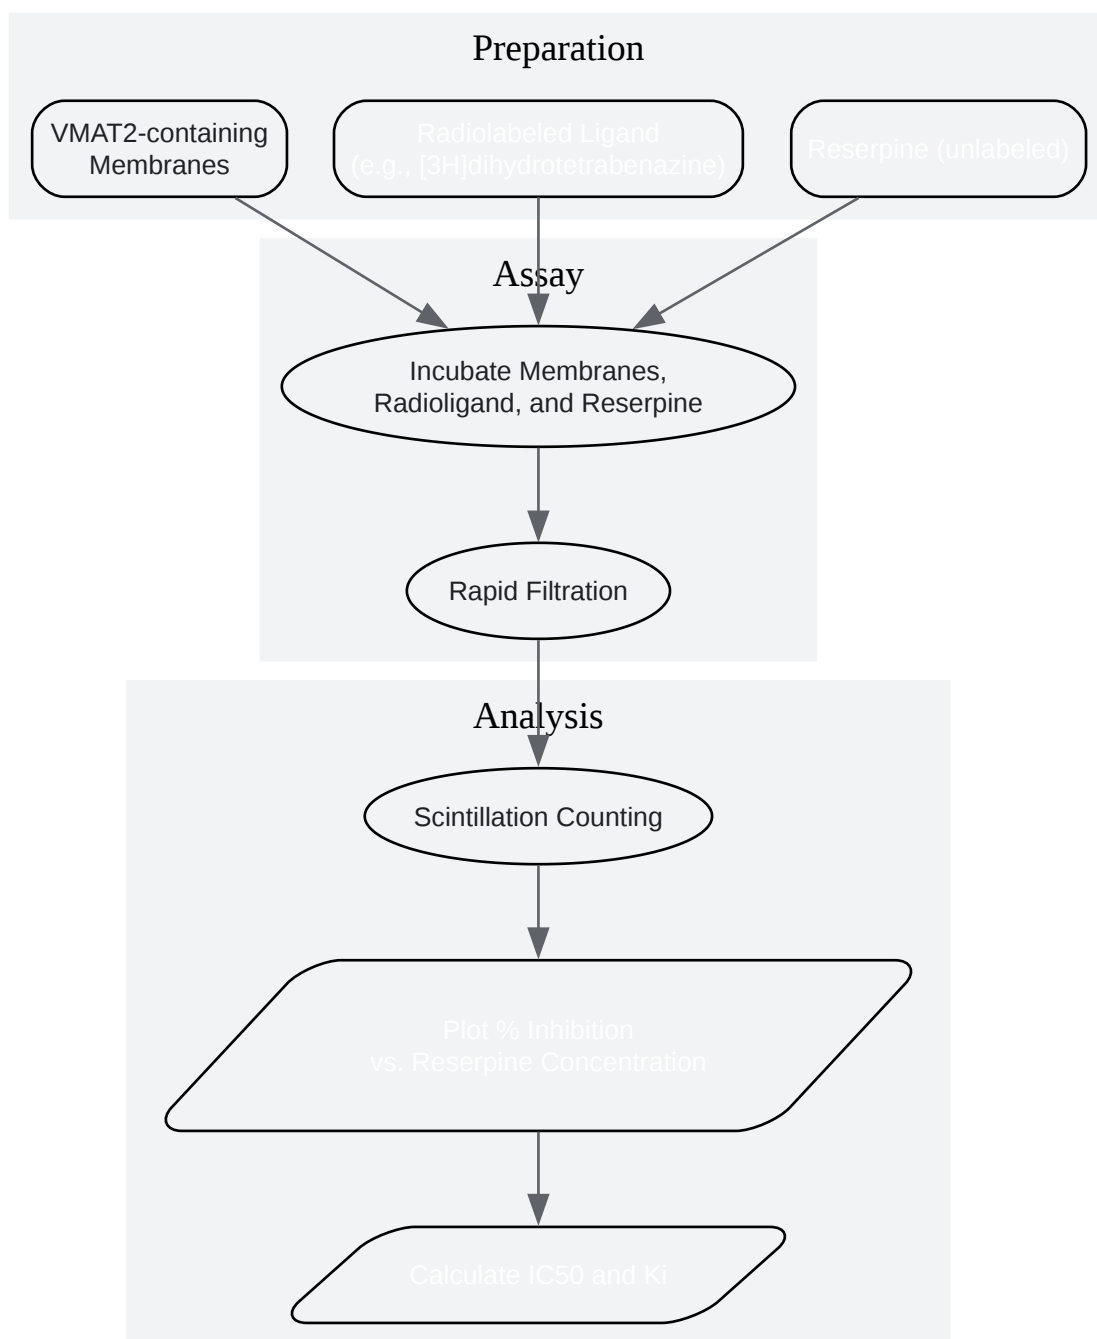 Preparation
VMAT2-containing
Membranes
Radiolabeled Ligand
(e.g., [3H]dihydrotetrabenazine)
Reserpine (unlabeled)
Assay
Incubate Membranes,
Radioligand, and Reserpine
Rapid Filtration
Analysis
Scintillation Counting
Plot % Inhibition
vs. Reserpine Concentration
Calculate IC50 and Ki